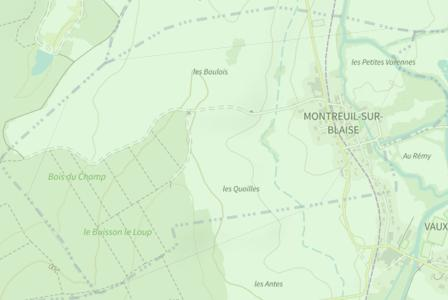 les Boulois
les Petites Varennes
MONTREUIL-SUR-
BLAISE
Au Rémy
Bois du Champ
les Quoilles
le Buisson le Loup
VAUX
les Antes